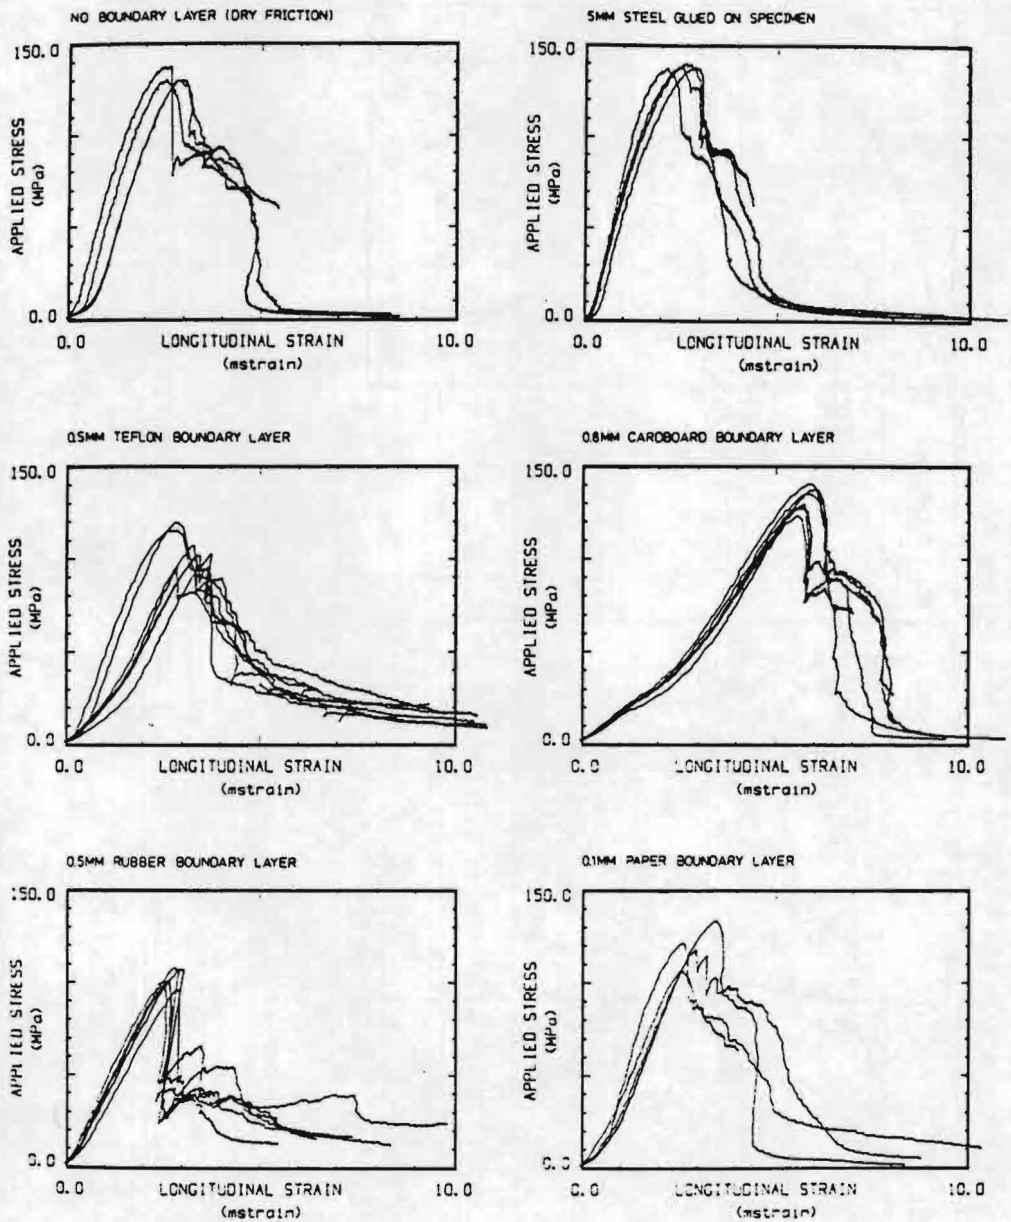 NO BOUNDARY LAYER (DRY FRICTION)
150.0
APPLIED STRESS
(MPa)
0.0
0.0
LONGITUDINAL STRAIN
10.0
(mstrain)
5MM STEEL GLUED ON SPECIMEN
150.0
APPLIED STRESS
(MPa)
0.0
0.0
LONGITUDINAL STRAIN
10.0
(mstrain)
0.5MM TEFLON BOUNDARY LAYER
150.0
APPLIED STRESS
(MPa)
0.0
0.0
LONGITUDINAL STRAIN
10.0
(mstrain)
0.8MM CARDBOARD BOUNDARY LAYER
150.0
APPLIED STRESS
(MPa)
0.0
0.0
LONGITUDINAL STRAIN
10.0
(mstrain)
0.5MM RUBBER BOUNDARY LAYER
150.0
APPLIED STRESS
(MPa)
0.0
0.0
LONGITUDINAL STRAIN
10.0
(mstrain)
0.1MM PAPER BOUNDARY LAYER
150.0
APPLIED STRESS
(MPa)
0.0
0.0
LONGITUDINAL STRAIN
10.0
(mstrain)